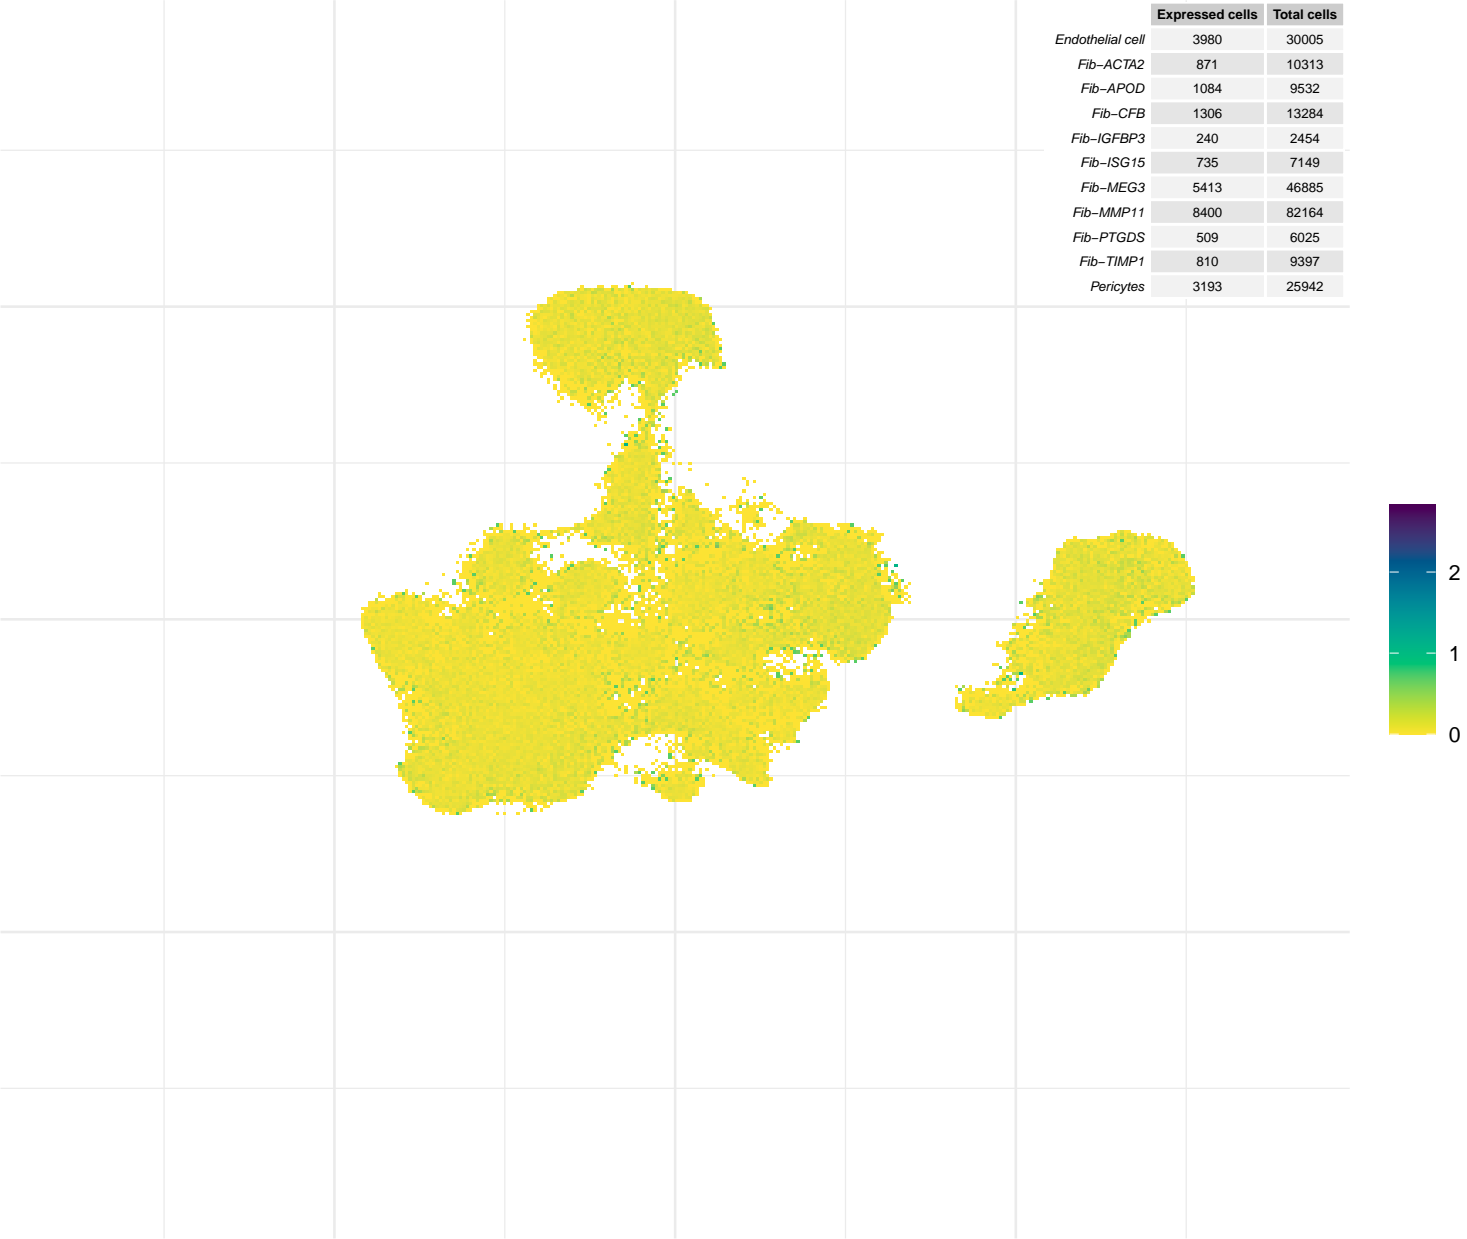 Expressed cells Total cells
Endothelial cell 3980 30005
Fib−ACTA2 871 10313
Fib−APOD 1084 9532
Fib−CFB 1306 13284
Fib−IGFBP3 240 2454
Fib−ISG15 735 7149
Fib−MEG3 5413 46885
Fib−MMP11 8400 82164
Fib−PTGDS 509 6025
Fib−TIMP1 810 9397
Pericytes 3193 25942
2
1
0